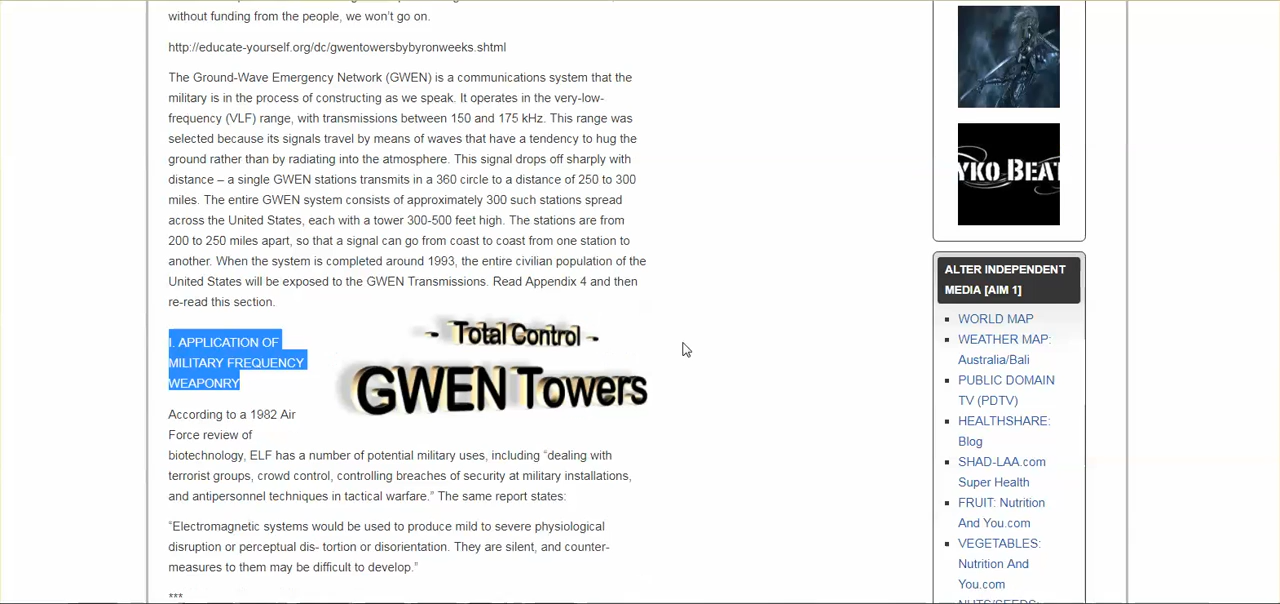 without funding from the people, we won't go on.
http://educate-yourself.org/dc/gwentowersbybyronweeks.shtml
The Ground-Wave Emergency Network (GWEN) is a communications system that the
military is in the process of constructing as we speak. It operates in the very-low-
frequency (VLF) range, with transmissions between 150 and 175 kHz. This range was
selected because its signals travel by means of waves that have a tendency to hug the
ground rather than by radiating into the atmosphere. This signal drops off sharply with
distance – a single GWEN stations transmits in a 360 circle to a distance of 250 to 300
miles. The entire GWEN system consists of approximately 300 such stations spread
across the United States, each with a tower 300-500 feet high. The stations are from
200 to 250 miles apart, so that a signal can go from coast to coast from one station to
another. When the system is completed around 1993, the entire civilian population of the
United States will be exposed to the GWEN Transmissions. Read Appendix 4 and then
re-read this section.
I. APPLICATION OF
MILITARY FREQUENCY
WEAPONRY
- Total Control -
GWEN Towers
According to a 1982 Air
Force review of
biotechnology, ELF has a number of potential military uses, including “dealing with
terrorist groups, crowd control, controlling breaches of security at military installations,
and antipersonnel techniques in tactical warfare.” The same report states:
“Electromagnetic systems would be used to produce mild to severe physiological
disruption or perceptual dis- tortion or disorientation. They are silent, and counter-
measures to them may be difficult to develop.”
***
YKO BEAT
ALTER INDEPENDENT
MEDIA [AIM 1]
WORLD MAP
WEATHER MAP:
Australia/Bali
PUBLIC DOMAIN
TV (PDTV)
HEALTHSHARE:
Blog
SHAD-LAA.com
Super Health
FRUIT: Nutrition
And You.com
VEGETABLES:
Nutrition And
You.com
NUTS/SEEDS: